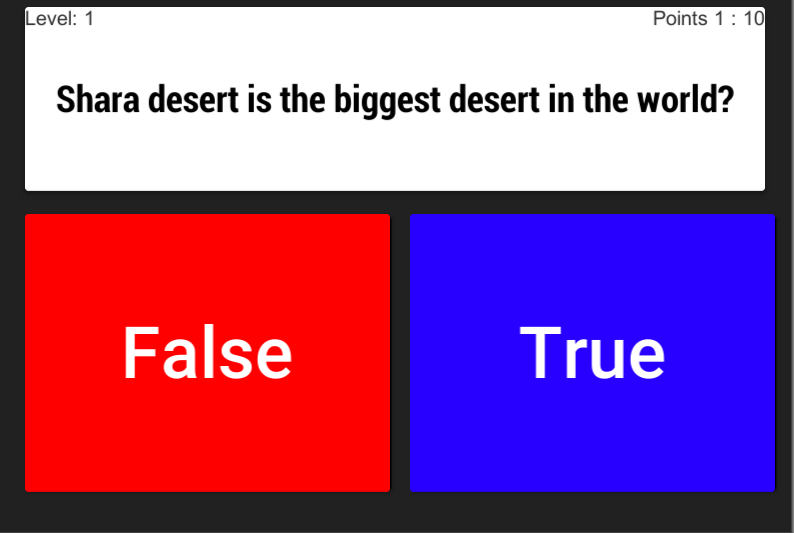 Level: 1
Points 1 : 10
Shara desert is the biggest desert in the world?
False
True